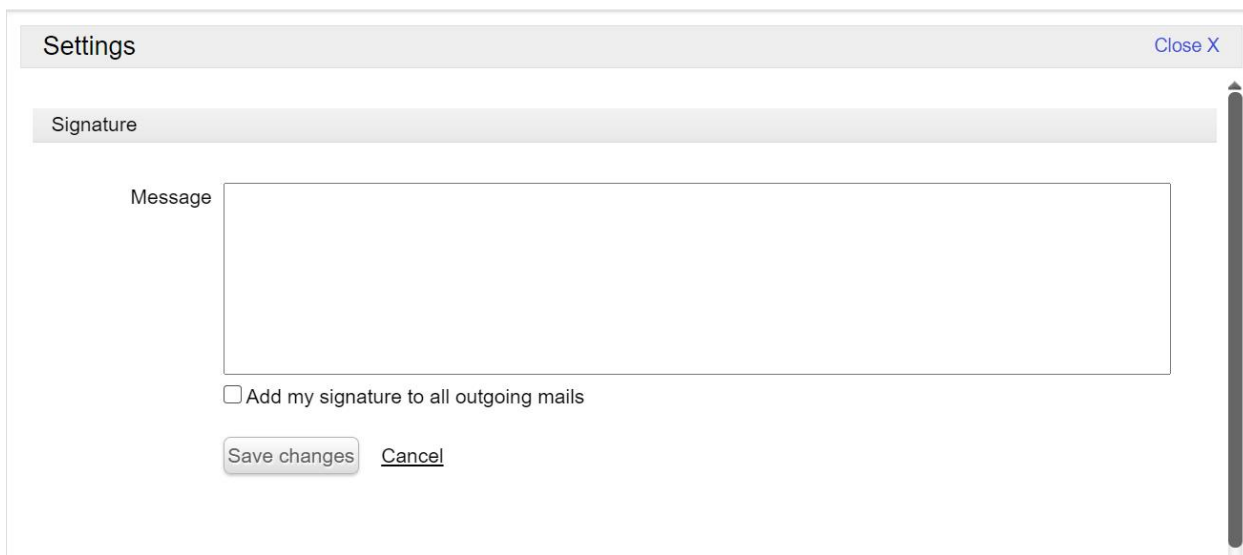 Settings
Close X
Signature
Message
Add my signature to all outgoing mails
Save changes Cancel